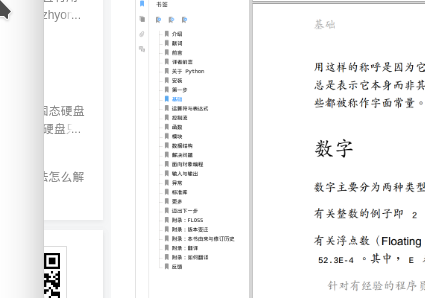 书签
zhyor...
固态硬盘
硬盘
怎么解
介绍
献词
前言
译者前言
关于 Python
安装
第一步
基础
运算符与表达式
控制流
函数
模块
数据结构
解决问题
面向对象编程
输入与输出
异常
标准库
更多
迈出下一步
附录：FLOSS
附录：版本变迁
附录：本书由来与修订历史
附录：翻译
附录：如何翻译
反馈
基础
用这样的称呼是因为它
总是表示它本身而非其
些都被称作字面常量。
数字
数字主要分为两种类型
有关整数的例子即 2
有关浮点数（Floating
52.3E-4 。其中， E
针对有经验的程序员